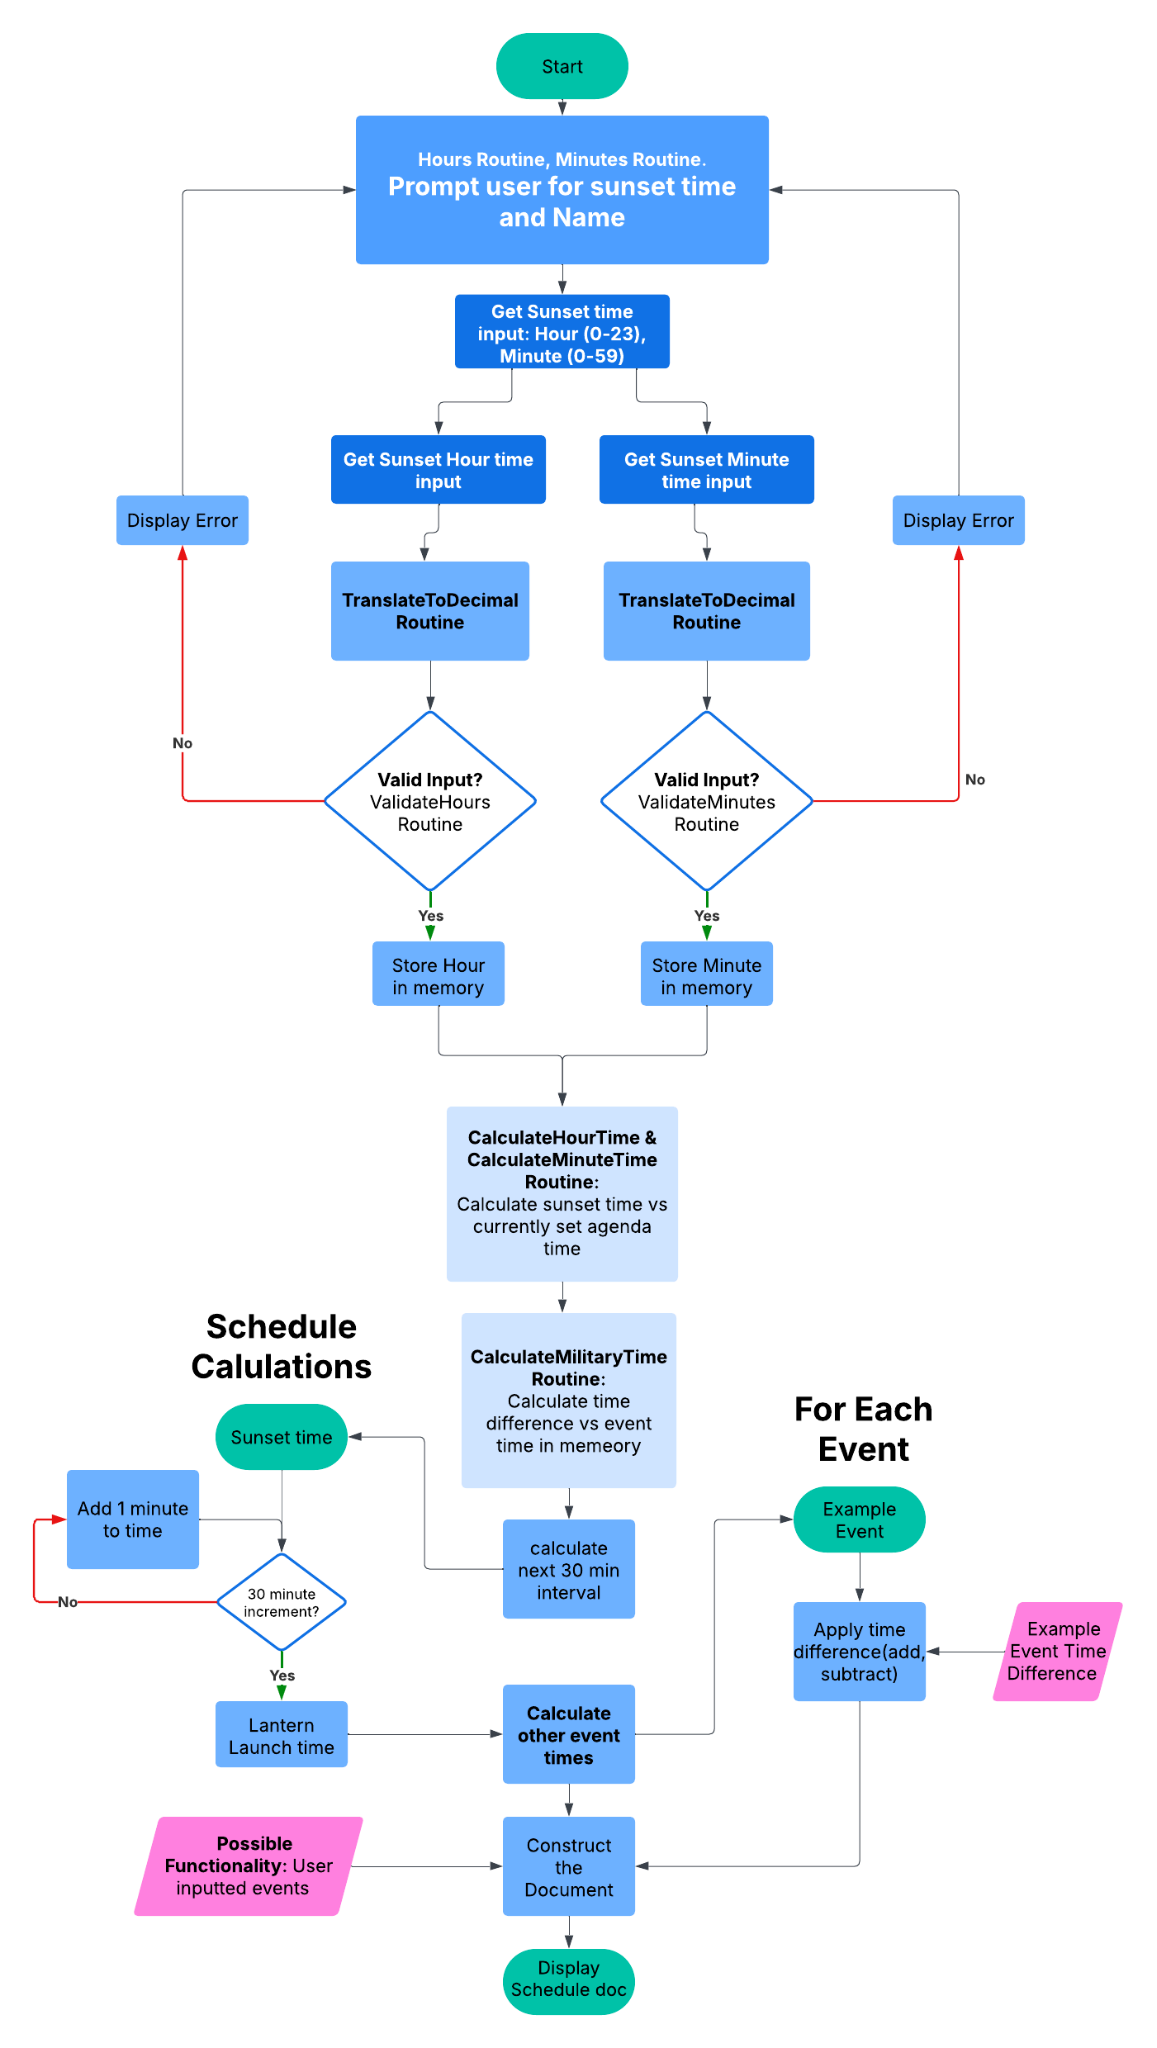 Start
Hours Routine, Minutes Routine.
Prompt user for sunset time
and Name
Get Sunset time
input: Hour (0-23),
Minute (0-59)
Get Sunset Hour time
input
Get Sunset Minute
time input
Display Error
Display Error
TranslateToDecimal
Routine
TranslateToDecimal
Routine
No
Valid Input?
ValidateHours
Routine
Valid Input?
ValidateMinutes
Routine
No
Yes
Yes
Store Hour
in memory
Store Minute
in memory
CalculateHourTime &
CalculateMinuteTime
Routine:
Calculate sunset time vs
currently set agenda
time
Schedule
Calulations
CalculateMilitaryTime
Routine:
Calculate time
difference vs event
time in memeory
For Each
Event
Sunset time
Add 1 minute
to time
calculate
next 30 min
interval
Example
Event
No
30 minute
increment?
Apply time
difference(add,
subtract)
Example
Event Time
Difference
Yes
Lantern
Launch time
Calculate
other event
times
Possible
Functionality: User
inputted events
Construct
the
Document
Display
Schedule doc